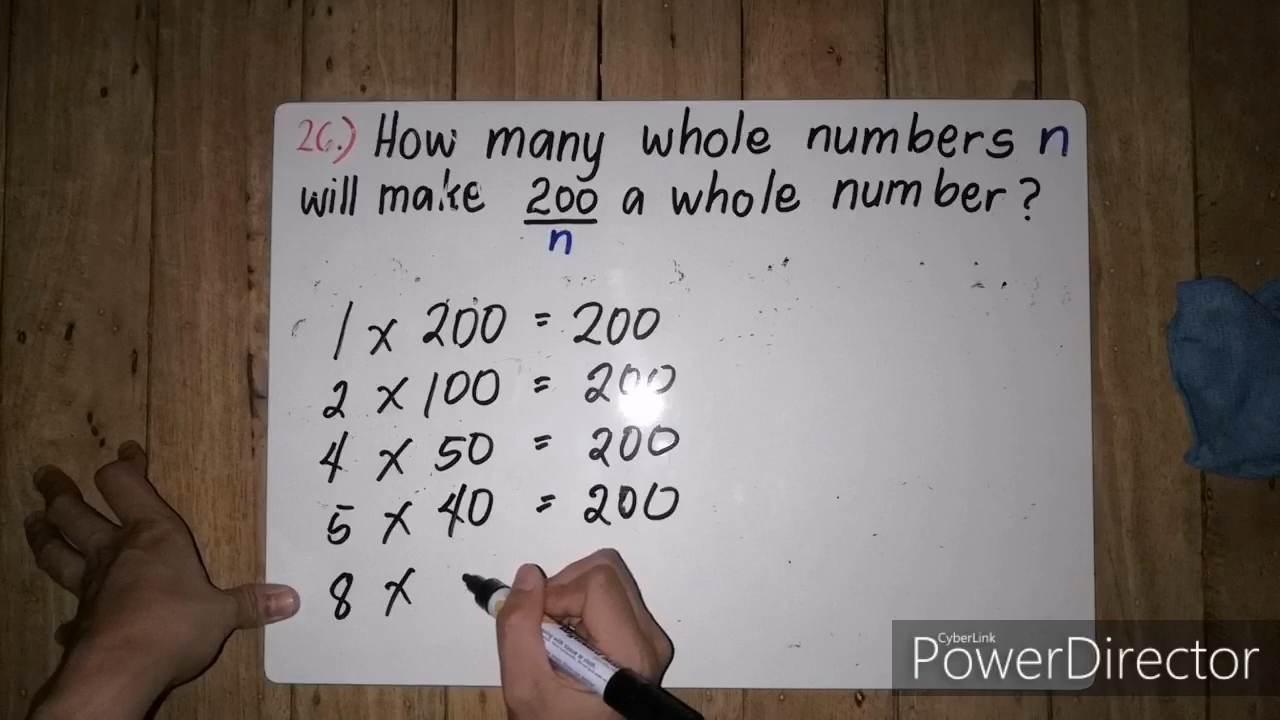 26.) How many whole numbers n
will make 200/n a whole number?
1 x 200 = 200
2 x 100 = 200
4 x 50 = 200
5 x 40 = 200
8 x
CyberLink
PowerDirector